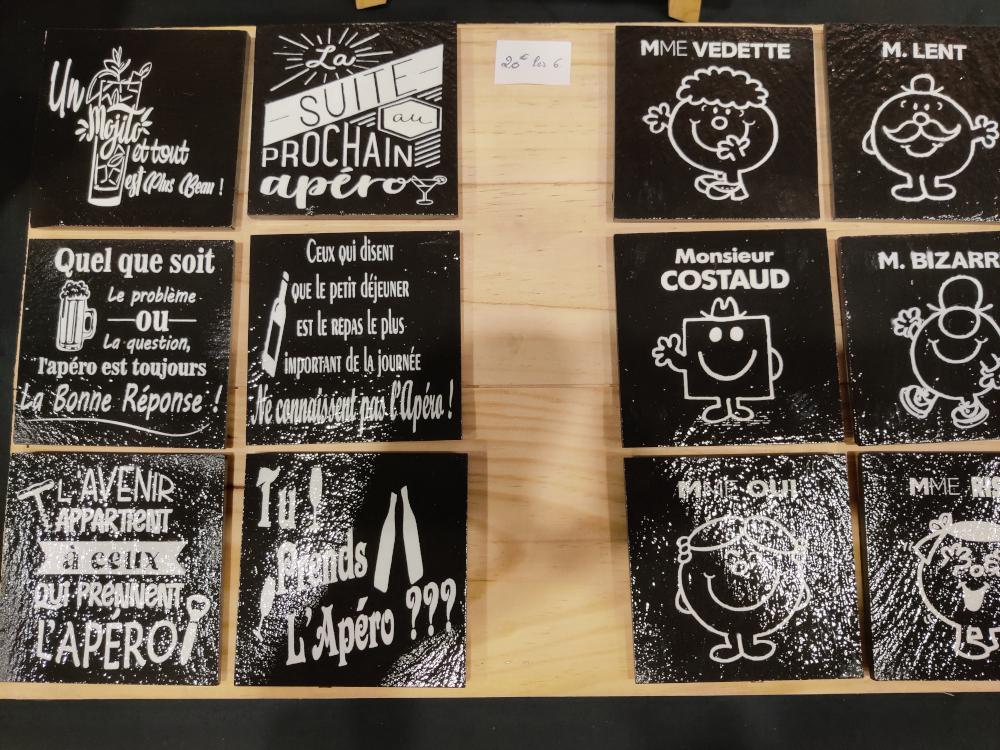 Un
Mojito
et tout
est Plus Beau !
La
SUITE
au
PROCHAIN
apéro
20€ les 6
MME VEDETTE
M. LENT
Quel que soit
Le problème
OU
La question,
l'apéro est toujours
La Bonne Réponse !
Ceux qui disent
que le petit déjeuner
est le repas le plus
important de la journée
Ne connaissent pas l'Apéro !
Monsieur
COSTAUD
M. BIZARR
L'AVENIR
APPARTIENT
à ceux
QUI PRENNENT
L'APÉRO
Tu
Prends
L'Apéro ???
MME OUI
MME RIS